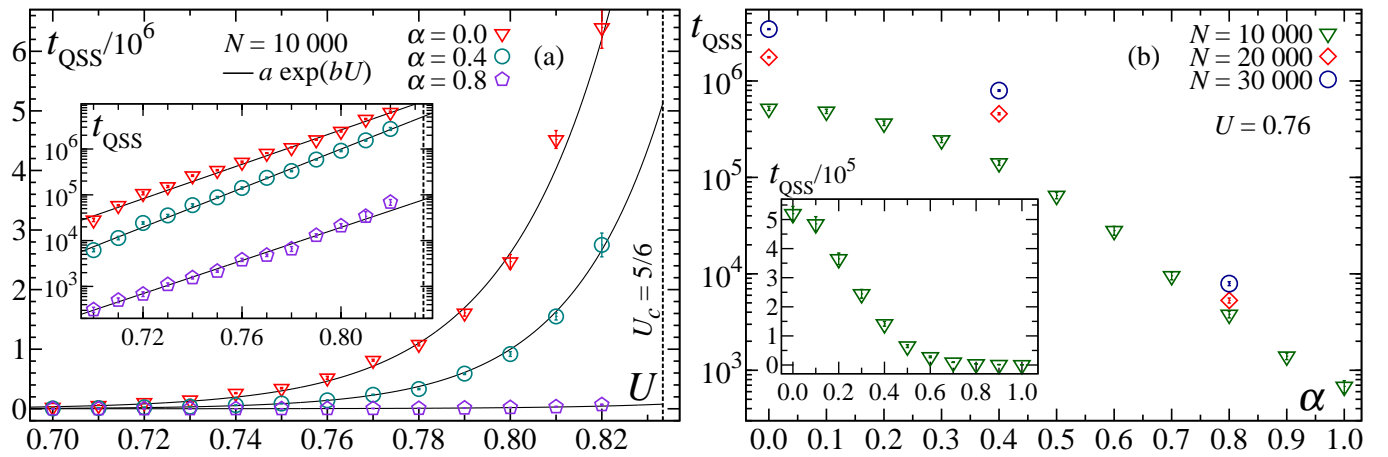 t_QSS/10^6
N = 10 000
a exp(bU)
α = 0.0
α = 0.4
α = 0.8
(a)
6
5
4
3
2
1
0
t_QSS
10^6
10^5
10^4
10^3
0.72 0.76 0.80
U_c = 5/6
U
0.70 0.72 0.74 0.76 0.78 0.80 0.82
t_QSS
(b)
N = 10 000
N = 20 000
N = 30 000
U = 0.76
10^6
10^5
10^4
10^3
t_QSS/10^5
5
4
3
2
1
0
0.0 0.2 0.4 0.6 0.8 1.0
α
0.0 0.1 0.2 0.3 0.4 0.5 0.6 0.7 0.8 0.9 1.0